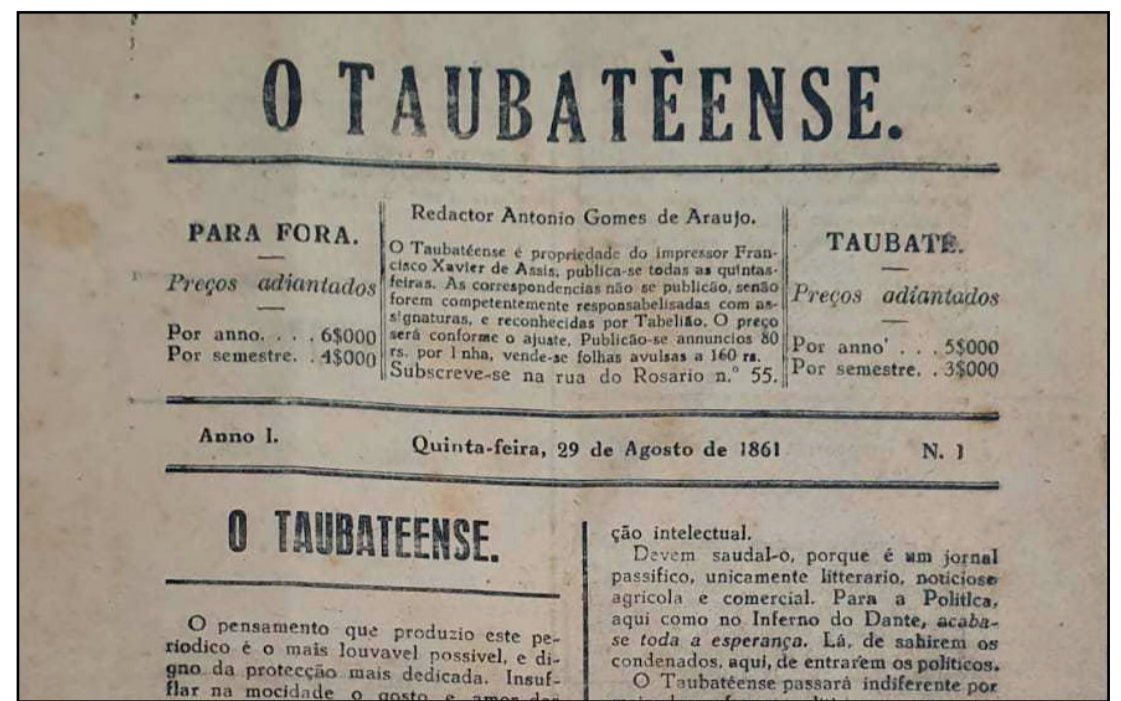 O TAUBATÈENSE.
PARA FORA.
Preços adiantados
Por anno. . . . 6$000
Por semestre. . 4$000
Redactor Antonio Gomes de Araujo.
O Taubatéense é propriedade do impressor Fran-
cisco Xavier de Assis, publica-se todas as quintas-
feiras. As correspondencias não se publicão, senão
forem competentemente responsabelisadas com as-
signaturas, e reconhecidas por Tabelião. O preço
será conforme o ajuste. Publicão-se annuncios 80
rs. por l nha, vende-se folhas avulsas a 160 rs.
Subscreve-se na rua do Rosario n.º 55.
TAUBATÉ.
Preços adiantados
Por anno' . . . 5$000
Por semestre. . 3$000
Anno I.
Quinta-feira, 29 de Agosto de 1861
N. 1
O TAUBATEENSE.
O pensamento que produzio este pe-
riodico é o mais louvavel possivel, e di-
gno da protecção mais dedicada. Insuf-
flar na mocidade o gosto e amor
ção intelectual.
Devem saudal-o, porque é um jornal
passifico, unicamente litterario, noticioso
agricola e comercial. Para a Politica,
aqui como no Inferno do Dante, acaba-
se toda a esperança. Lá, de sahirem os
condenados, aqui, de entrarem os politicos.
O Taubatéense passará indiferente por